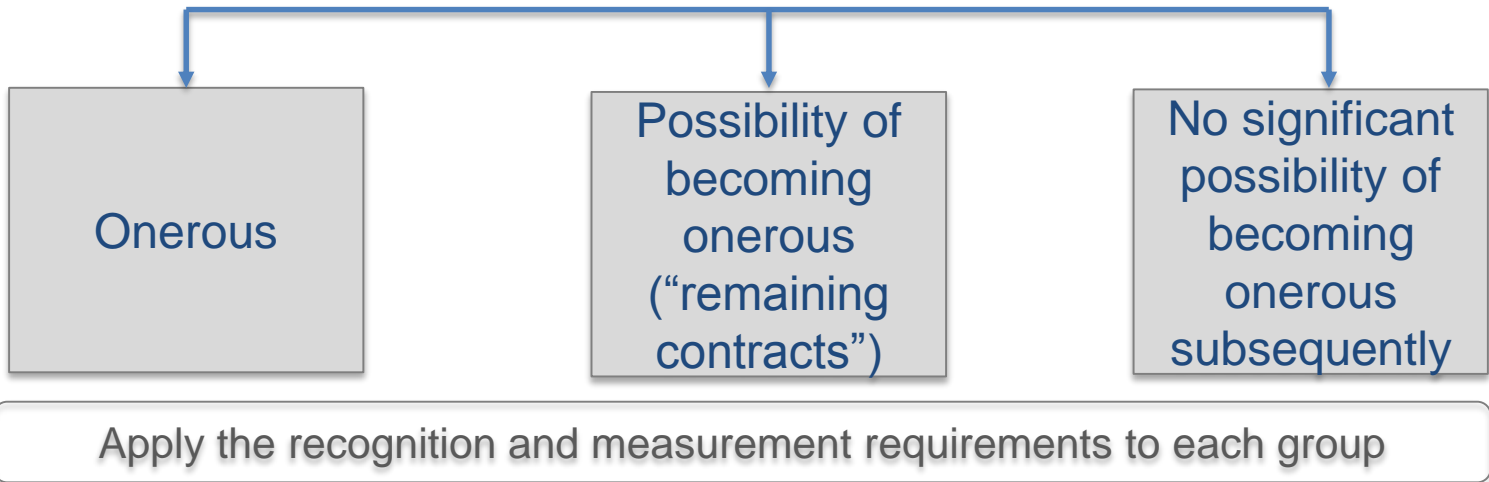 Onerous
Possibility of
becoming
onerous
(“remaining
contracts”)
No significant
possibility of
becoming
onerous
subsequently
Apply the recognition and measurement requirements to each group